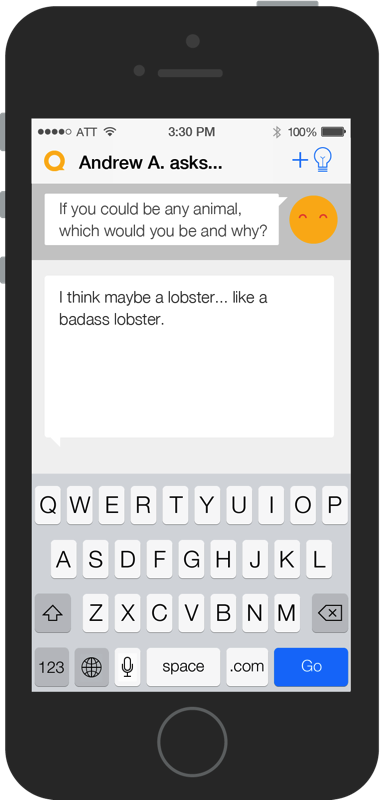 ATT 3:30 PM 100%
Andrew A. asks...
If you could be any animal,
which would you be and why?
I think maybe a lobster... like a
badass lobster.
Q W E R T Y U I O P
A S D F G H J K L
Z X C V B N M
123 space .com Go